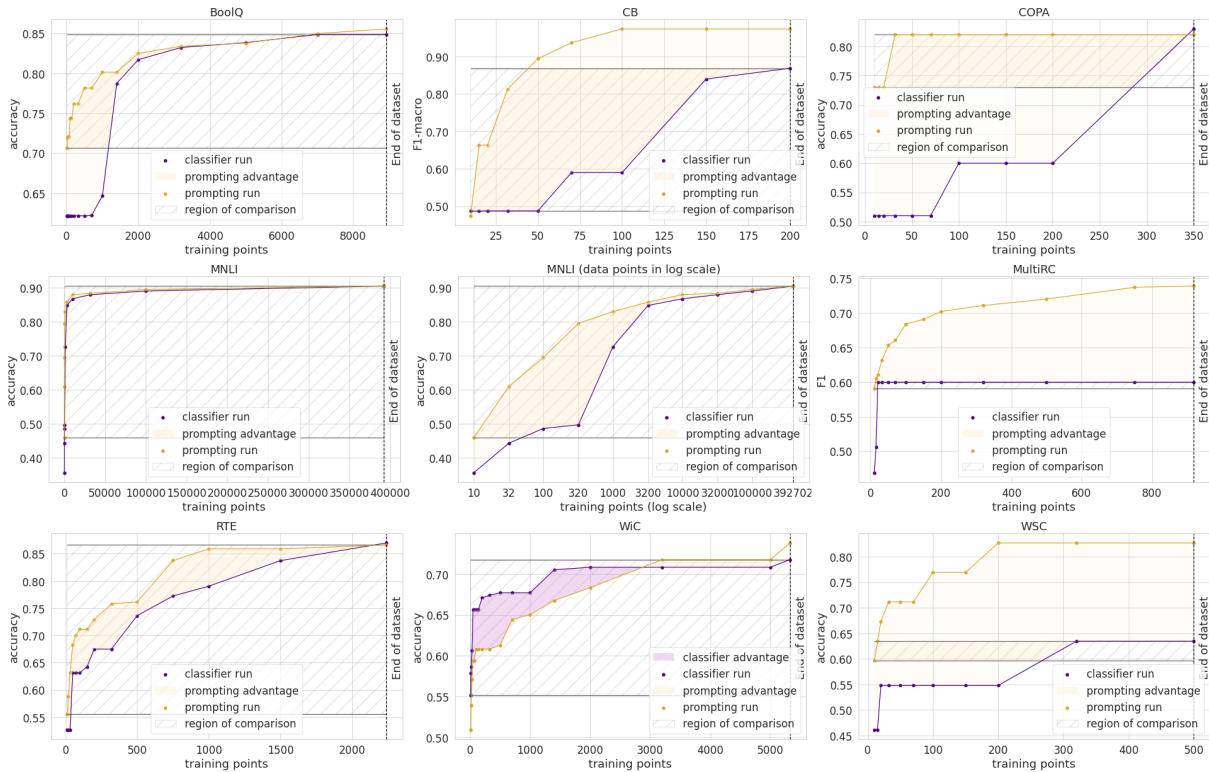 BoolQ
0.85
0.80
0.75
0.70
0.65
accuracy
classifier run
prompting advantage
prompting run
region of comparison
End of dataset
0
2000
4000
6000
8000
training points
CB
0.90
0.80
0.70
0.60
0.50
F1-macro
classifier run
prompting advantage
prompting run
region of comparison
End of dataset
25
50
75
100
125
150
175
200
training points
COPA
0.80
0.75
0.70
0.65
0.60
0.55
0.50
accuracy
classifier run
prompting advantage
prompting run
region of comparison
End of dataset
0
50
100
150
200
250
300
350
training points
MNLI
0.90
0.80
0.70
0.60
0.50
0.40
accuracy
classifier run
prompting advantage
prompting run
region of comparison
End of dataset
0
50000
100000
150000
200000
250000
300000
350000
400000
training points
MNLI (data points in log scale)
0.90
0.80
0.70
0.60
0.50
0.40
accuracy
classifier run
prompting advantage
prompting run
region of comparison
End of dataset
10
32
100
320
1000
3200
10000
32000
100000
392702
training points (log scale)
MultiRC
0.75
0.70
0.65
0.60
0.55
0.50
F1
classifier run
prompting advantage
prompting run
region of comparison
End of dataset
0
200
400
600
800
training points
RTE
0.85
0.80
0.75
0.70
0.65
0.60
0.55
accuracy
classifier run
prompting advantage
prompting run
region of comparison
End of dataset
0
500
1000
1500
2000
training points
WiC
0.70
0.65
0.60
0.55
0.50
accuracy
classifier advantage
classifier run
prompting advantage
prompting run
region of comparison
End of dataset
0
1000
2000
3000
4000
5000
training points
WSC
0.85
0.80
0.75
0.70
0.65
0.60
0.55
0.50
0.45
accuracy
classifier run
prompting advantage
prompting run
region of comparison
End of dataset
0
100
200
300
400
500
training points